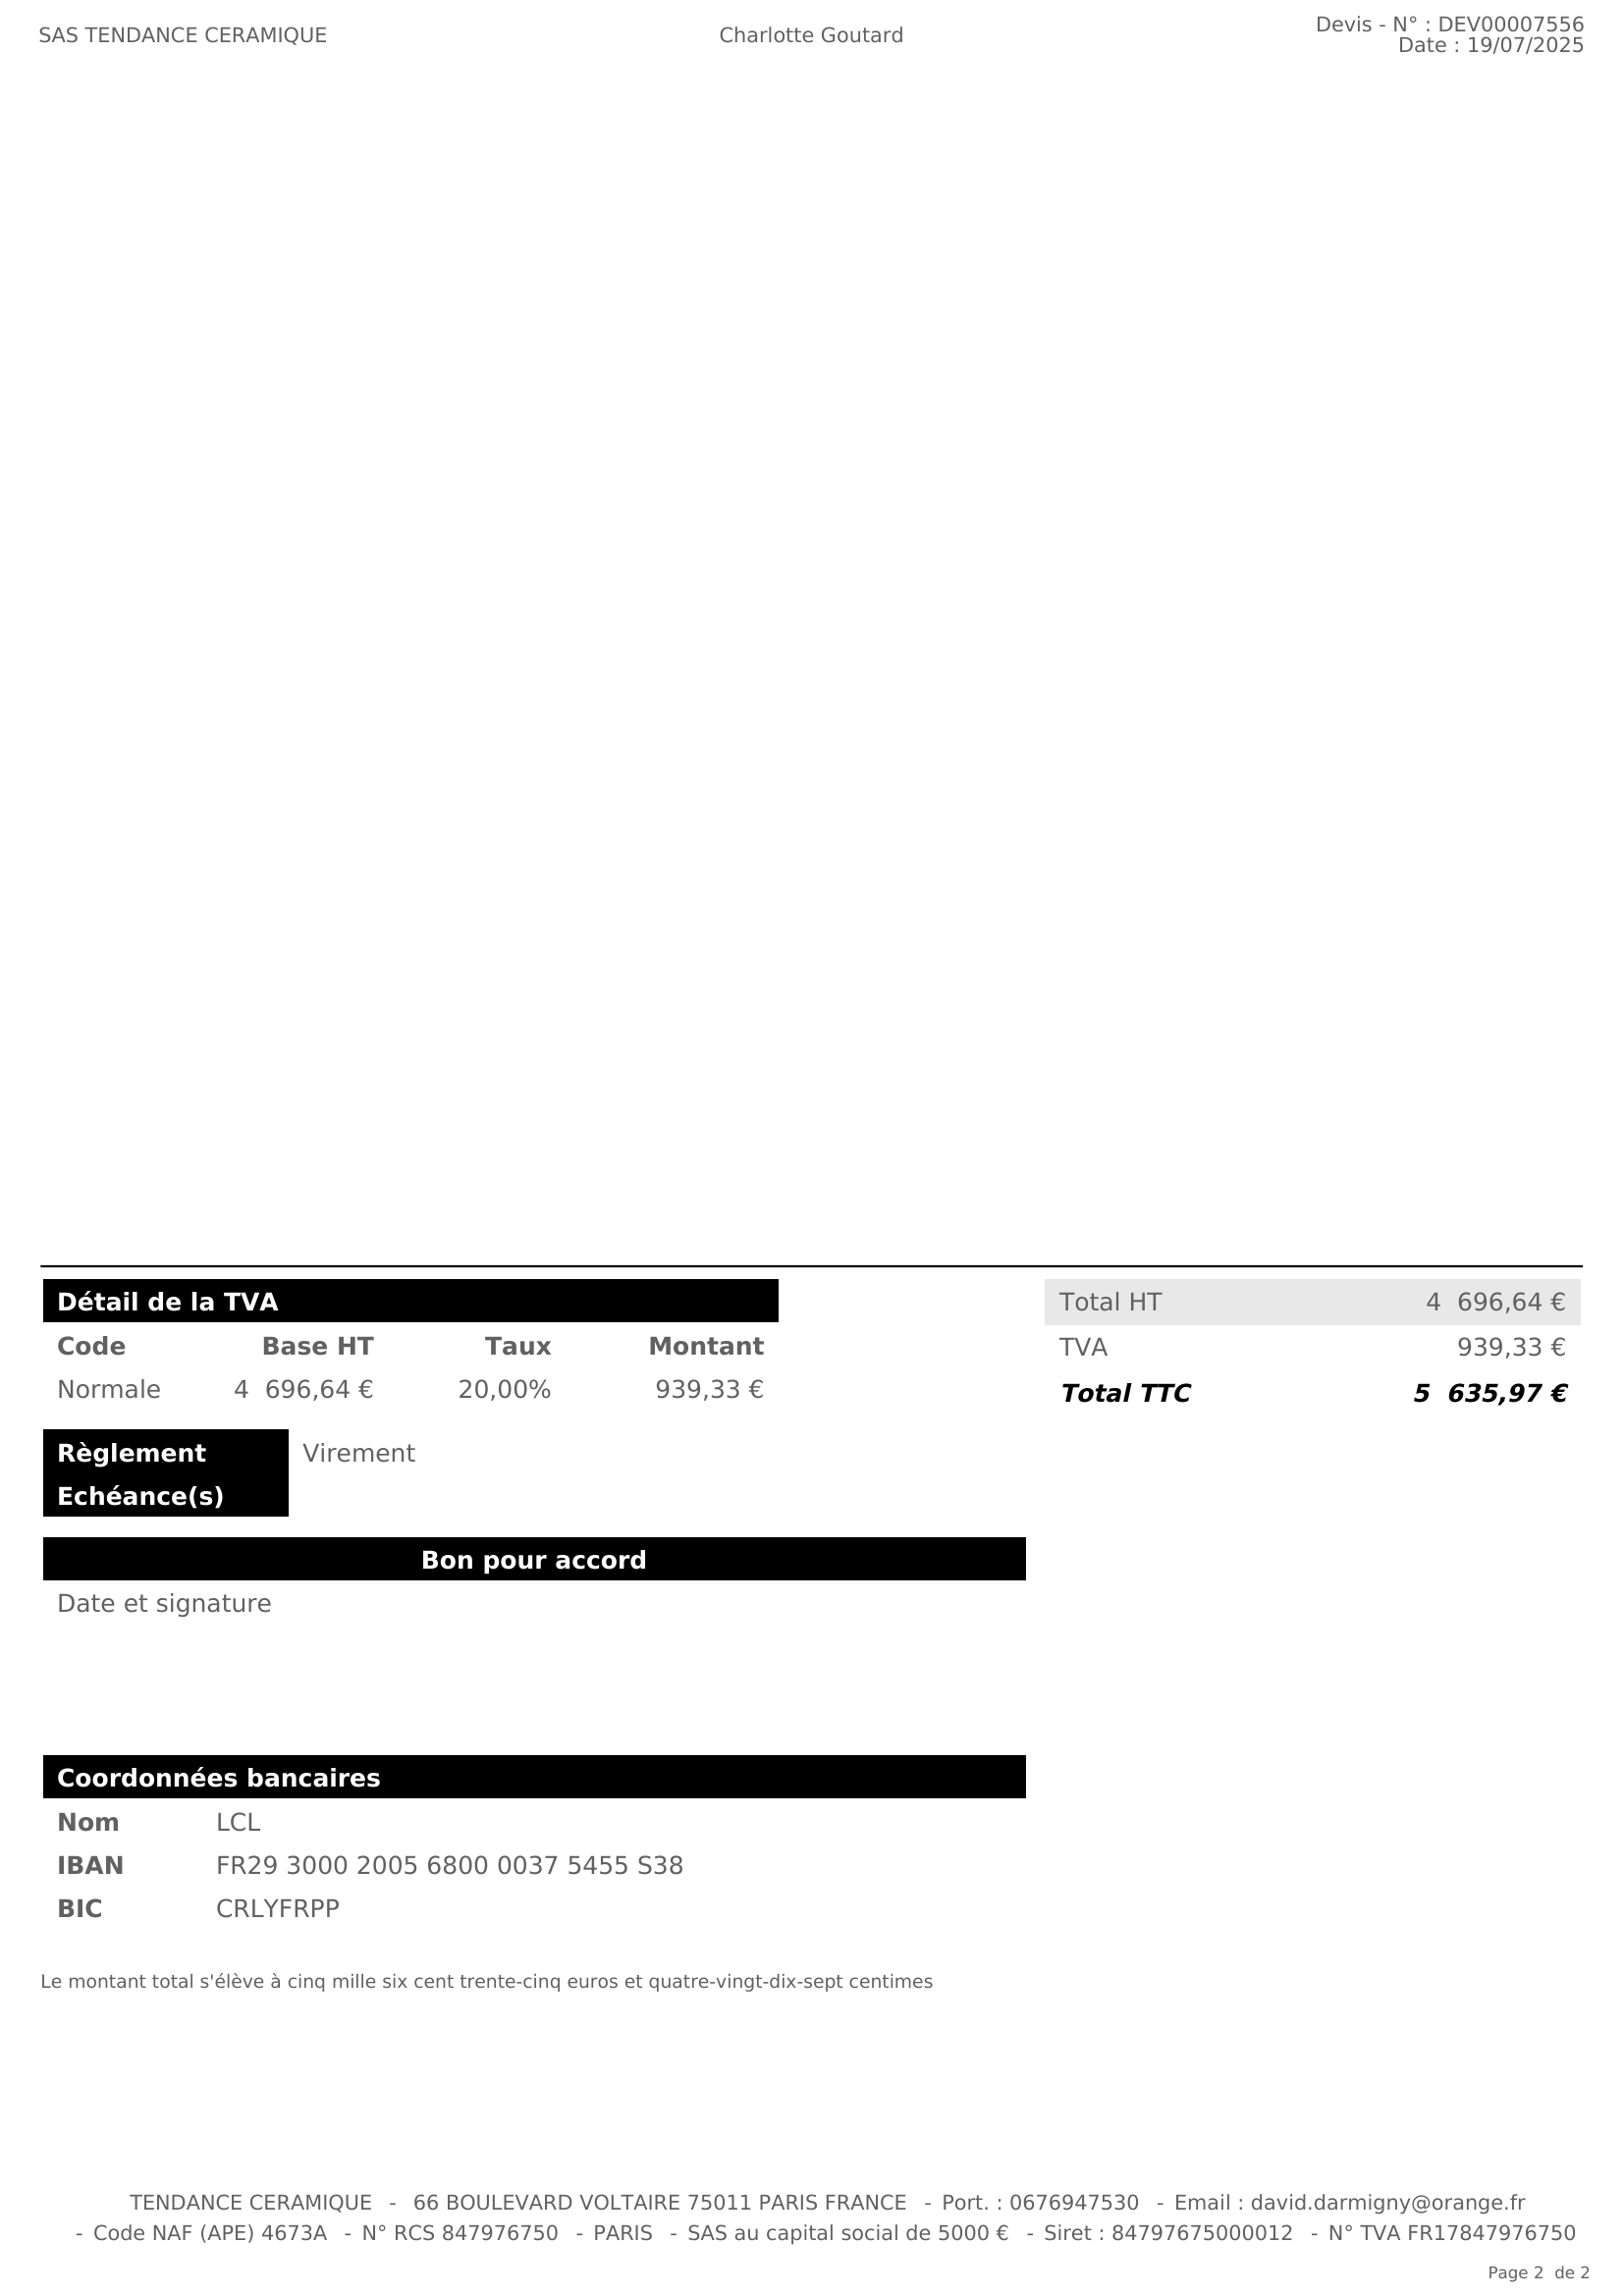 SAS TENDANCE CERAMIQUE
Charlotte Goutard
Devis - N° : DEV00007556
Date : 19/07/2025
Détail de la TVA
Code Base HT Taux Montant
Normale 4 696,64 € 20,00% 939,33 €
Total HT 4 696,64 €
TVA 939,33 €
Total TTC 5 635,97 €
Règlement Virement
Echéance(s)
Bon pour accord
Date et signature
Coordonnées bancaires
Nom LCL
IBAN FR29 3000 2005 6800 0037 5455 S38
BIC CRLYFRPP
Le montant total s'élève à cinq mille six cent trente-cinq euros et quatre-vingt-dix-sept centimes
TENDANCE CERAMIQUE - 66 BOULEVARD VOLTAIRE 75011 PARIS FRANCE - Port. : 0676947530 - Email : david.darmigny@orange.fr
- Code NAF (APE) 4673A - N° RCS 847976750 - PARIS - SAS au capital social de 5000 € - Siret : 84797675000012 - N° TVA FR17847976750
Page 2 de 2